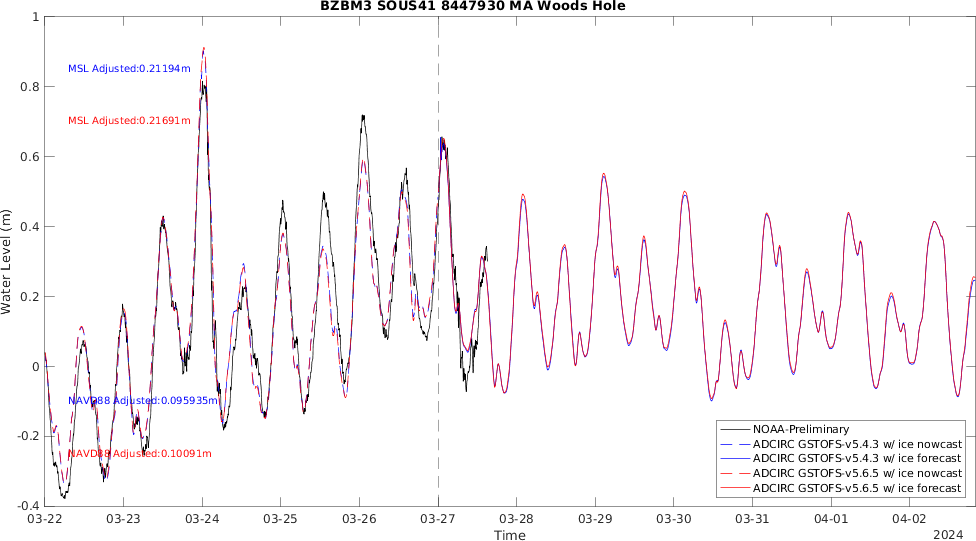 BZBM3 SOUS41 8447930 MA Woods Hole
1
0.8
0.6
0.4
0.2
0
-0.2
-0.4
Water Level (m)
MSL Adjusted:0.21194m
MSL Adjusted:0.21691m
NAVD88 Adjusted:0.095935m
NAVD88 Adjusted:0.10091m
NOAA-Preliminary
ADCIRC GSTOFS-v5.4.3 w/ ice nowcast
ADCIRC GSTOFS-v5.4.3 w/ ice forecast
ADCIRC GSTOFS-v5.6.5 w/ ice nowcast
ADCIRC GSTOFS-v5.6.5 w/ ice forecast
03-22 03-23 03-24 03-25 03-26 03-27 03-28 03-29 03-30 03-31 04-01 04-02
Time
2024